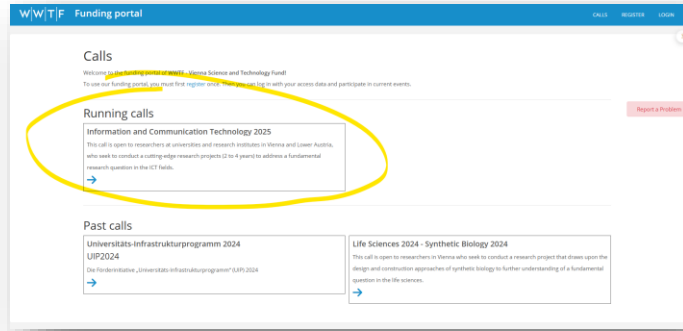 W|W|T|F Funding portal
CALLS REGISTER LOGIN
Calls
Welcome to the funding portal of WWTF - Vienna Science and Technology Fund!
To use our funding portal, you must first register once. Then you can log in with your access data and participate in current events.
Report a Problem
Running calls
Information and Communication Technology 2025
This call is open to researchers at universities and research institutes in Vienna and Lower Austria,
who seek to conduct a cutting-edge research projects (2 to 4 years) to address a fundamental
research question in the ICT fields.
Past calls
Universitäts-Infrastrukturprogramm 2024
UIP2024
Die Förderinitiative „Universitäts-Infrastrukturprogramm“ (UIP) 2024
Life Sciences 2024 - Synthetic Biology 2024
This call is open to researchers in Vienna who seek to conduct a research project that draws upon the
design and construction approaches of synthetic biology to further understanding of a fundamental
question in the life sciences.